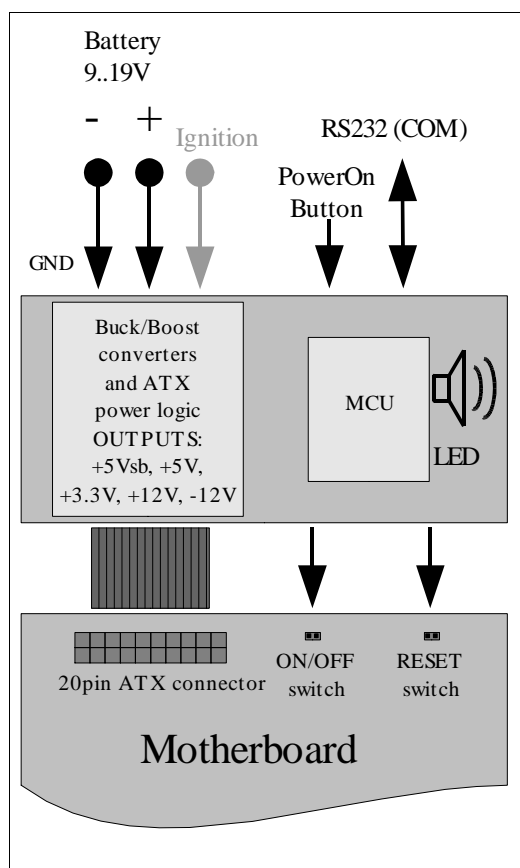 Battery
9..19V
- +
Ignition
RS232 (COM)
PowerOn
Button
GND
Buck/Boost
converters
and ATX
power logic
OUTPUTS:
+5Vsb, +5V,
+3.3V, +12V, -12V
MCU
LED
20pin ATX connector
ON/OFF
switch
RESET
switch
Motherboard